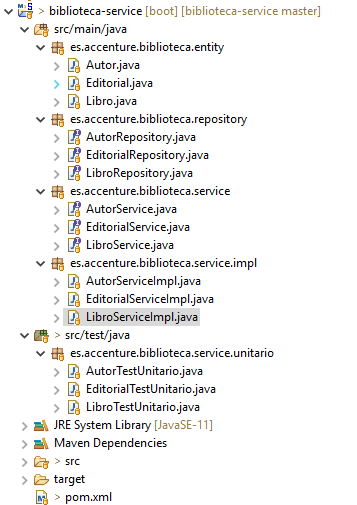 > biblioteca-service [boot] [biblioteca-service master]
src/main/java
es.accenture.biblioteca.entity
Autor.java
Editorial.java
Libro.java
es.accenture.biblioteca.repository
AutorRepository.java
EditorialRepository.java
LibroRepository.java
es.accenture.biblioteca.service
AutorService.java
EditorialService.java
LibroService.java
es.accenture.biblioteca.service.impl
AutorServiceImpl.java
EditorialServiceImpl.java
LibroServiceImpl.java
> src/test/java
es.accenture.biblioteca.service.unitario
AutorTestUnitario.java
EditorialTestUnitario.java
LibroTestUnitario.java
JRE System Library [JavaSE-11]
Maven Dependencies
> src
target
> pom.xml